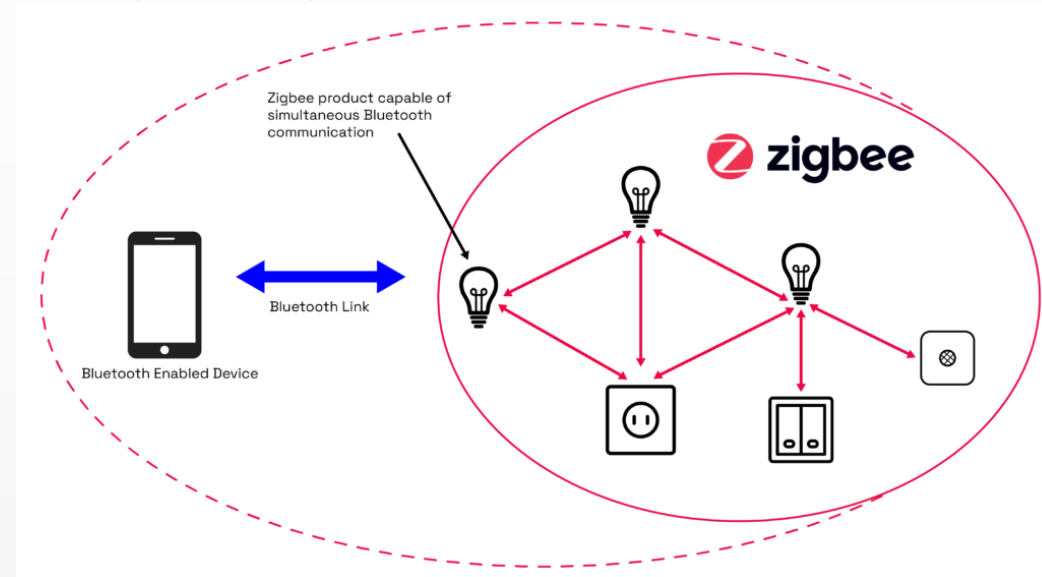 Zigbee product capable of
simultaneous Bluetooth
communication
zigbee
Bluetooth Link
Bluetooth Enabled Device